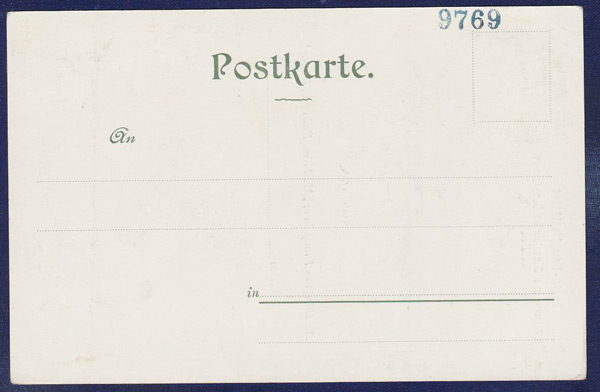 9769
Postkarte.
An
in